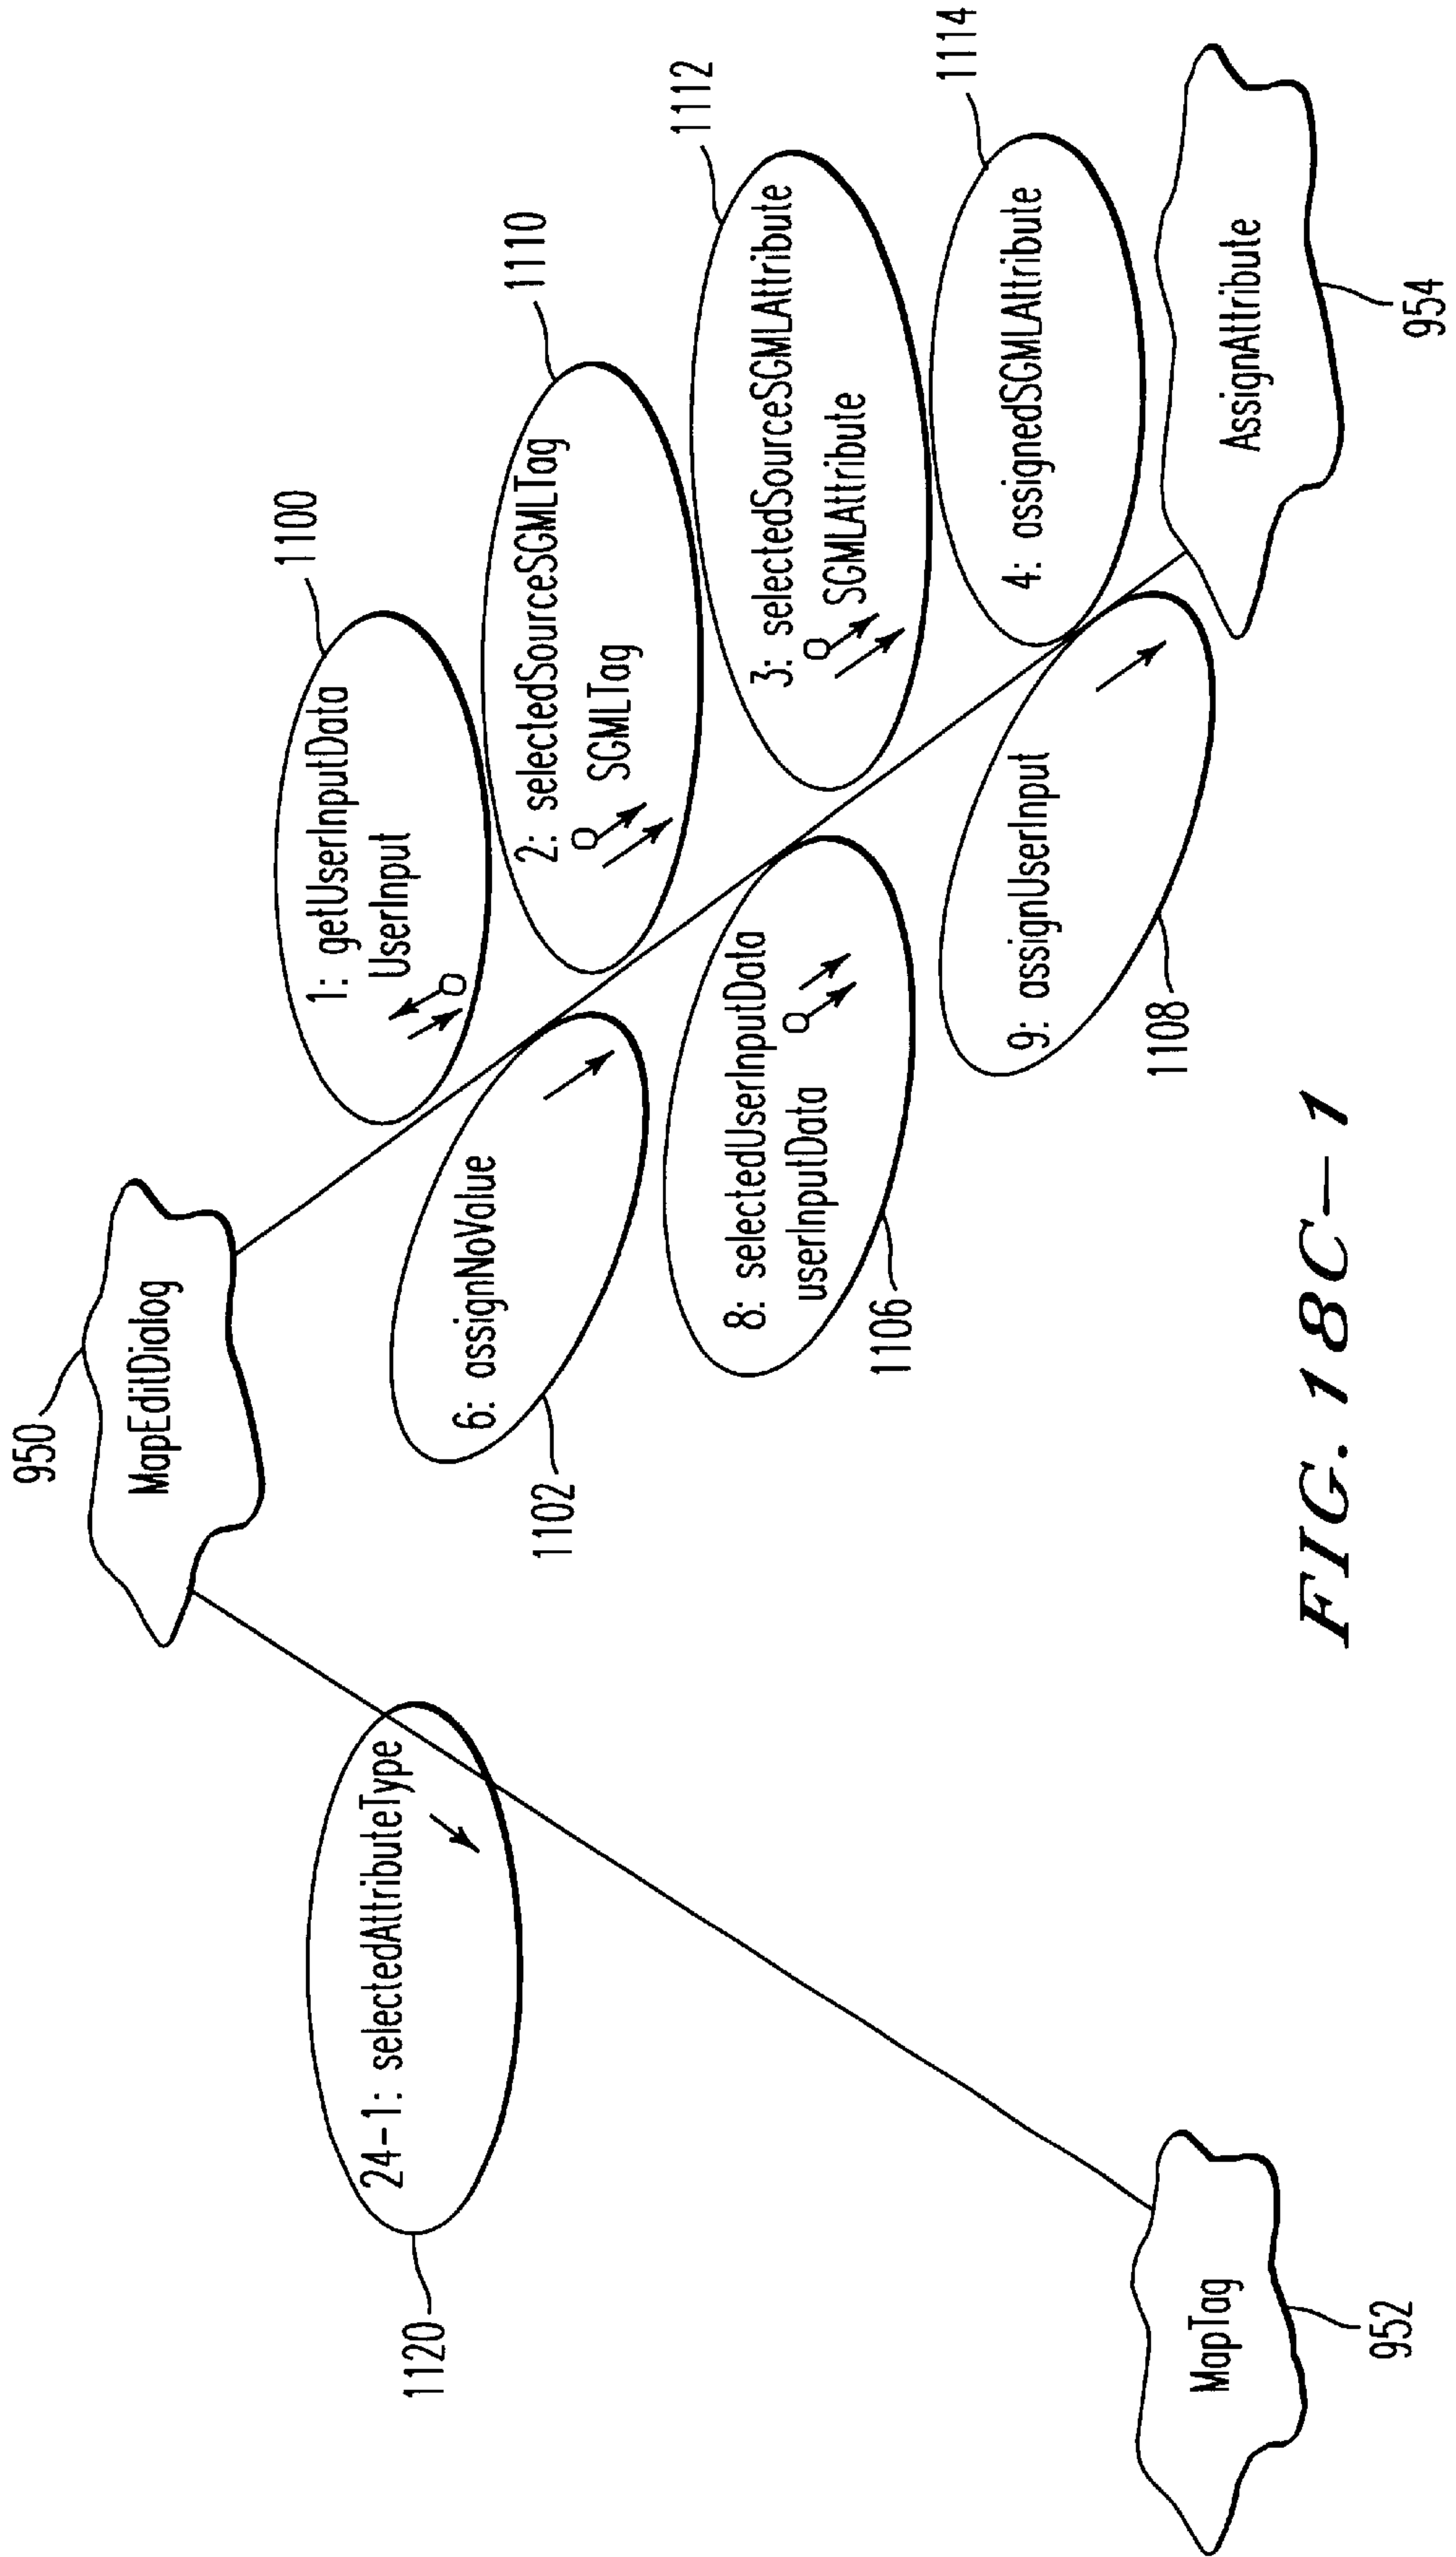 950
MapEditDialog
1120
24-1: selectedAttributeType
1100
1: getUserInputData
UserInput
1102
6: assignNoValue
1110
2: selectedSourceSGMLTag
SGMLTag
1106
8: selectedUserInputData
userInputData
1112
3: selectedSourceSGMLAttribute
SGMLAttribute
1108
9: assignUserInput
1114
4: assignedSGMLAttribute
MapTag
952
AssignAttribute
954
FIG. 18C-1